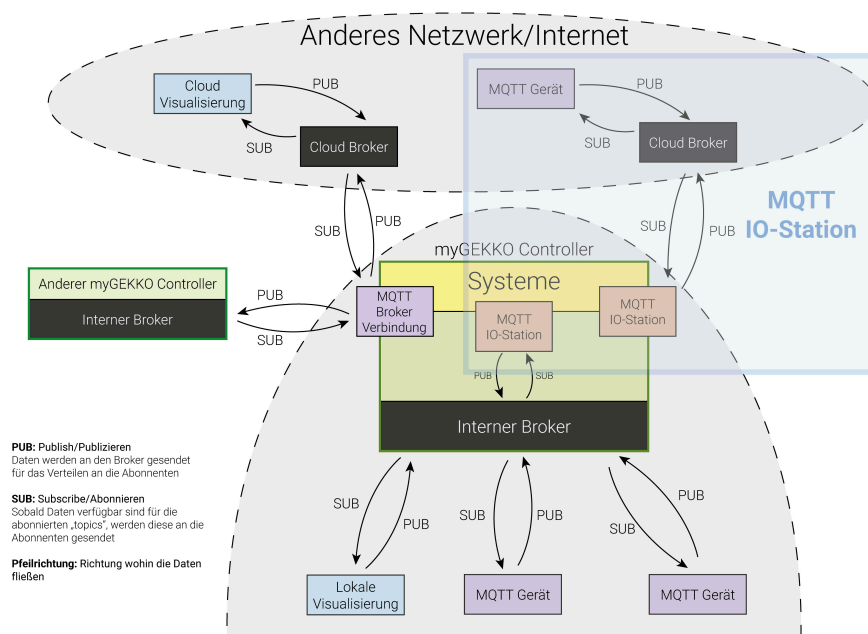 Anderes Netzwerk/Internet
Cloud
Visualisierung
PUB
SUB
Cloud Broker
MQTT Gerät
PUB
SUB
Cloud Broker
MQTT
IO-Station
SUB
PUB
SUB
PUB
myGEKKO Controller
Systeme
Anderer myGEKKO Controller
Interner Broker
PUB
SUB
MQTT
Broker
Verbindung
MQTT
IO-Station
MQTT
IO-Station
PUB
SUB
Interner Broker
PUB: Publish/Publizieren
Daten werden an den Broker gesendet
für das Verteilen an die Abonnenten
SUB: Subscribe/Abonnieren
Sobald Daten verfügbar sind für die
abonnierten „topics“, werden diese an die
Abonnenten gesendet
Pfeilrichtung: Richtung wohin die Daten
fließen
SUB
PUB
SUB
PUB
SUB
PUB
Lokale
Visualisierung
MQTT Gerät
MQTT Gerät